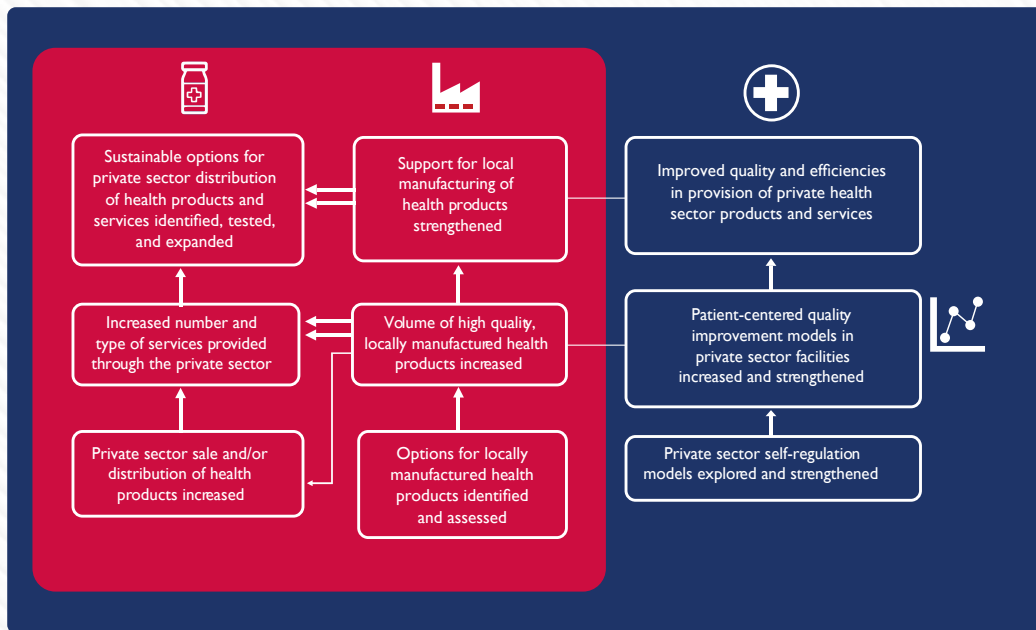 Sustainable options for
private sector distribution
of health products and
services identified, tested,
and expanded
Support for local
manufacturing of
health products
strengthened
Improved quality and efficiencies
in provision of private health
sector products and services
Increased number and
type of services provided
through the private sector
Volume of high quality,
locally manufactured health
products increased
Patient-centered quality
improvement models in
private sector facilities
increased and strengthened
Private sector sale and/or
distribution of health
products increased
Options for locally
manufactured health
products identified
and assessed
Private sector self-regulation
models explored and strengthened